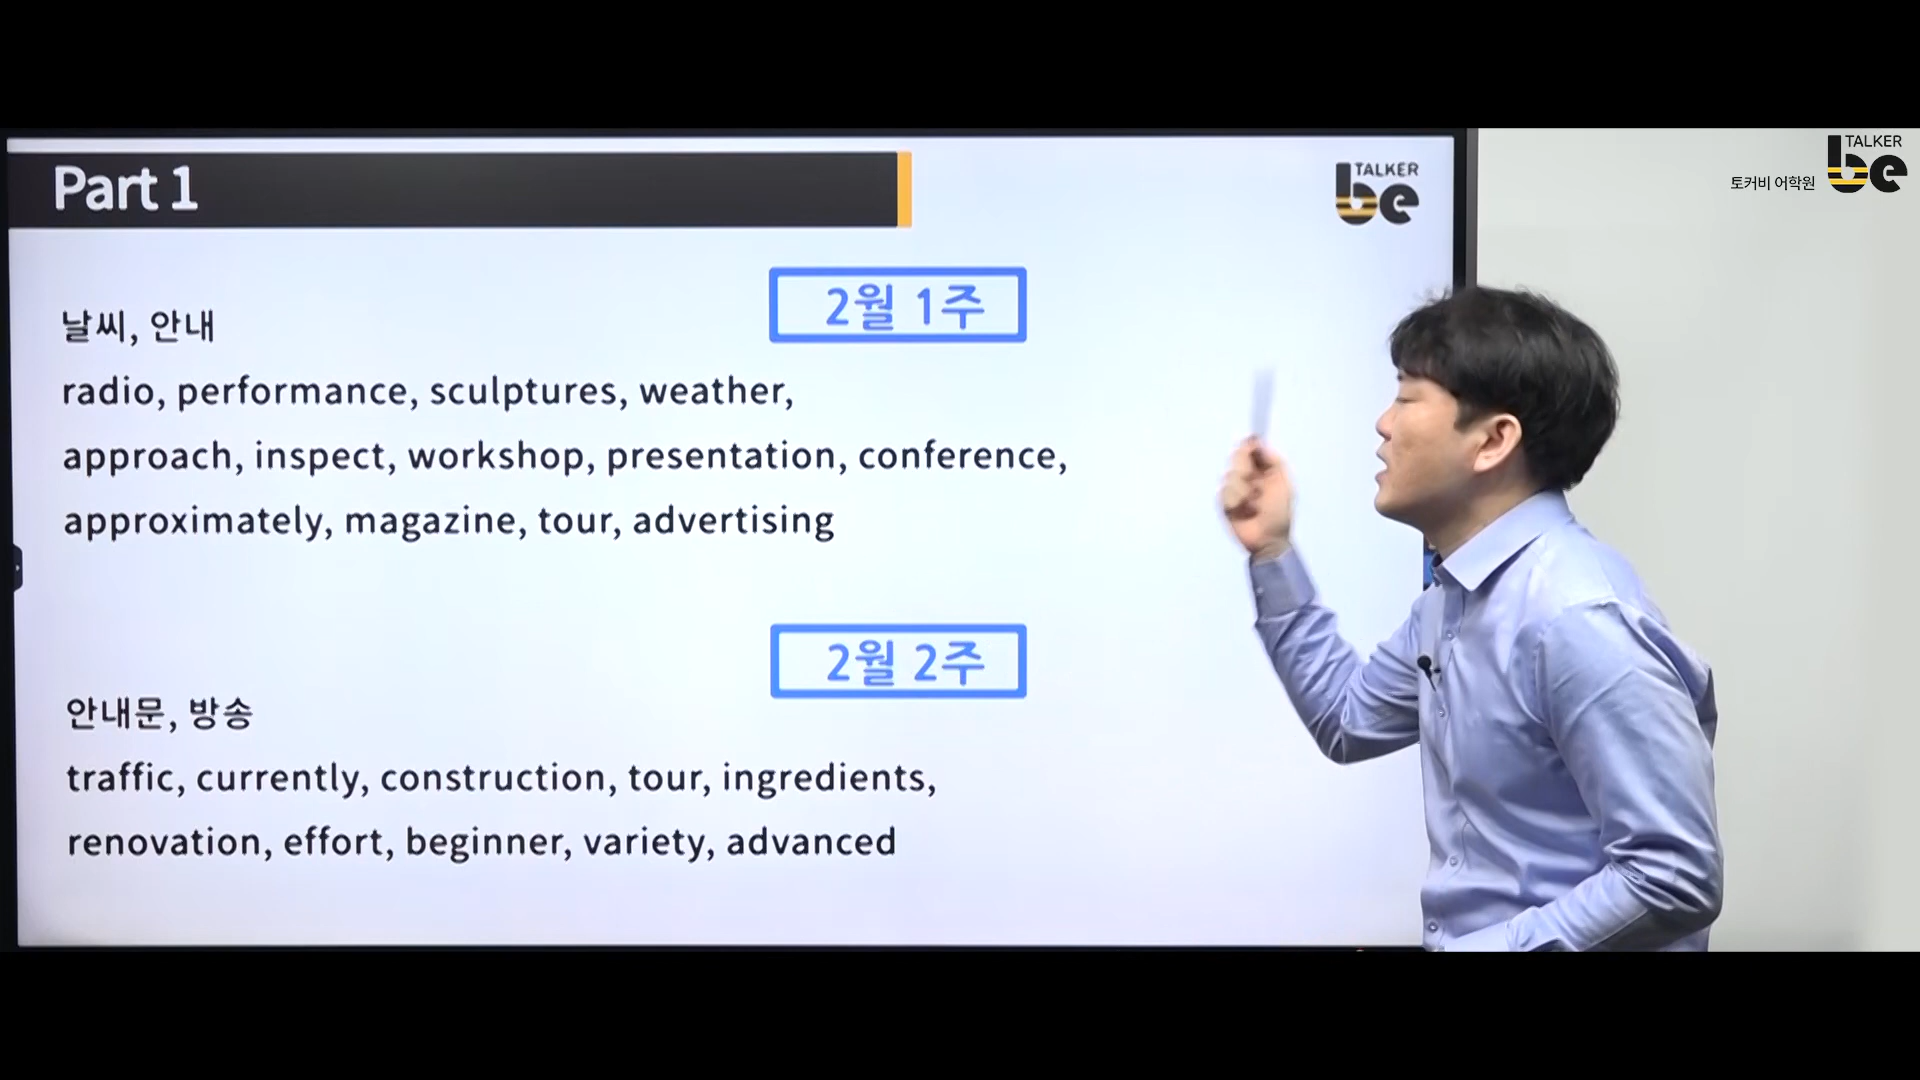 Part 1
TALKER
be
토커비 어학원
TALKER
be
2월 1주
날씨, 안내
radio, performance, sculptures, weather,
approach, inspect, workshop, presentation, conference,
approximately, magazine, tour, advertising
2월 2주
안내문, 방송
traffic, currently, construction, tour, ingredients,
renovation, effort, beginner, variety, advanced